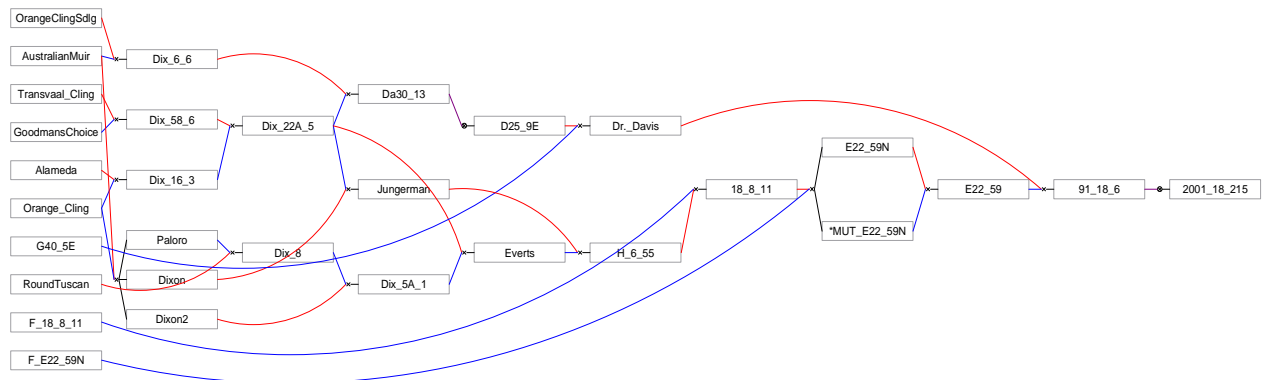 OrangeClingSdlg
AustralianMuir
Transvaal_Cling
GoodmansChoice
Alameda
Orange_Cling
G40_5E
RoundTuscan
F_18_8_11
F_E22_59N
Dix_6_6
Dix_58_6
Dix_16_3
Paloro
Dixon
Dixon2
Dix_22A_5
Dix_8
Da30_13
Jungerman
Dix_5A_1
D25_9E
Everts
Dr._Davis
H_6_55
18_8_11
E22_59N
*MUT_E22_59N
E22_59
91_18_6
2001_18_215